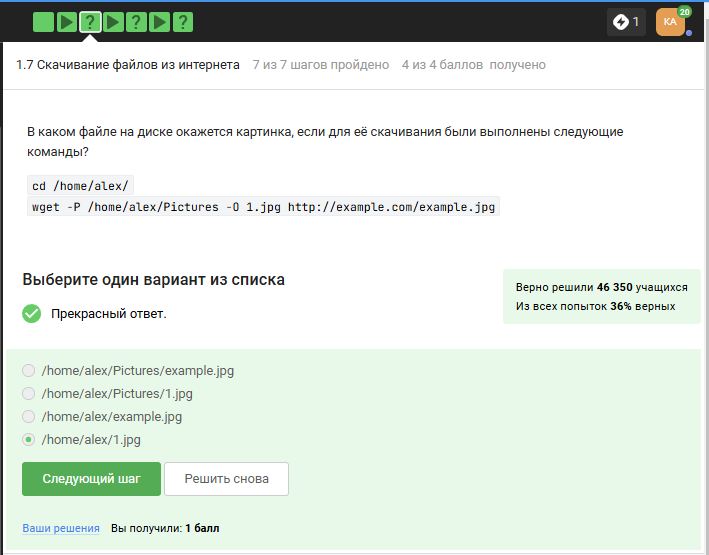 ? ? ?
1
KA
20
1.7 Скачивание файлов из интернета 7 из 7 шагов пройдено 4 из 4 баллов получено
В каком файле на диске окажется картинка, если для её скачивания были выполнены следующие
команды?
cd /home/alex/
wget -P /home/alex/Pictures -O 1.jpg http://example.com/example.jpg
Выберите один вариант из списка
Прекрасный ответ.
Верно решили 46 350 учащихся
Из всех попыток 36% верных
/home/alex/Pictures/example.jpg
/home/alex/Pictures/1.jpg
/home/alex/example.jpg
/home/alex/1.jpg
Следующий шаг Решить снова
Ваши решения Вы получили: 1 балл